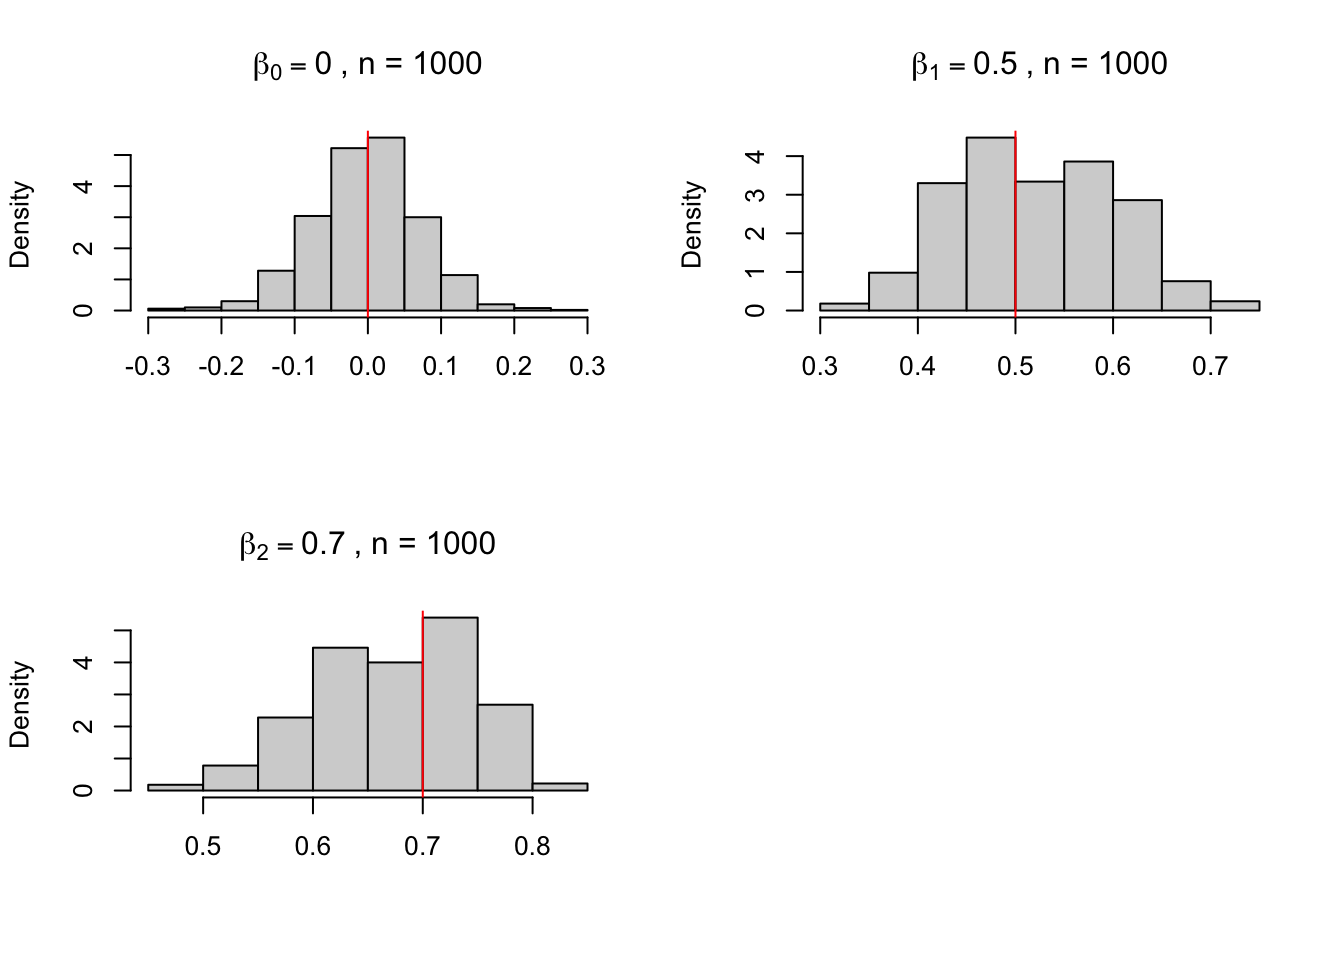 β0 = 0 , n = 1000
Density
0 2 4
-0.3 -0.2 -0.1 0.0 0.1 0.2 0.3
β1 = 0.5 , n = 1000
Density
0 1 2 3 4
0.3 0.4 0.5 0.6 0.7
β2 = 0.7 , n = 1000
Density
0 2 4
0.5 0.6 0.7 0.8